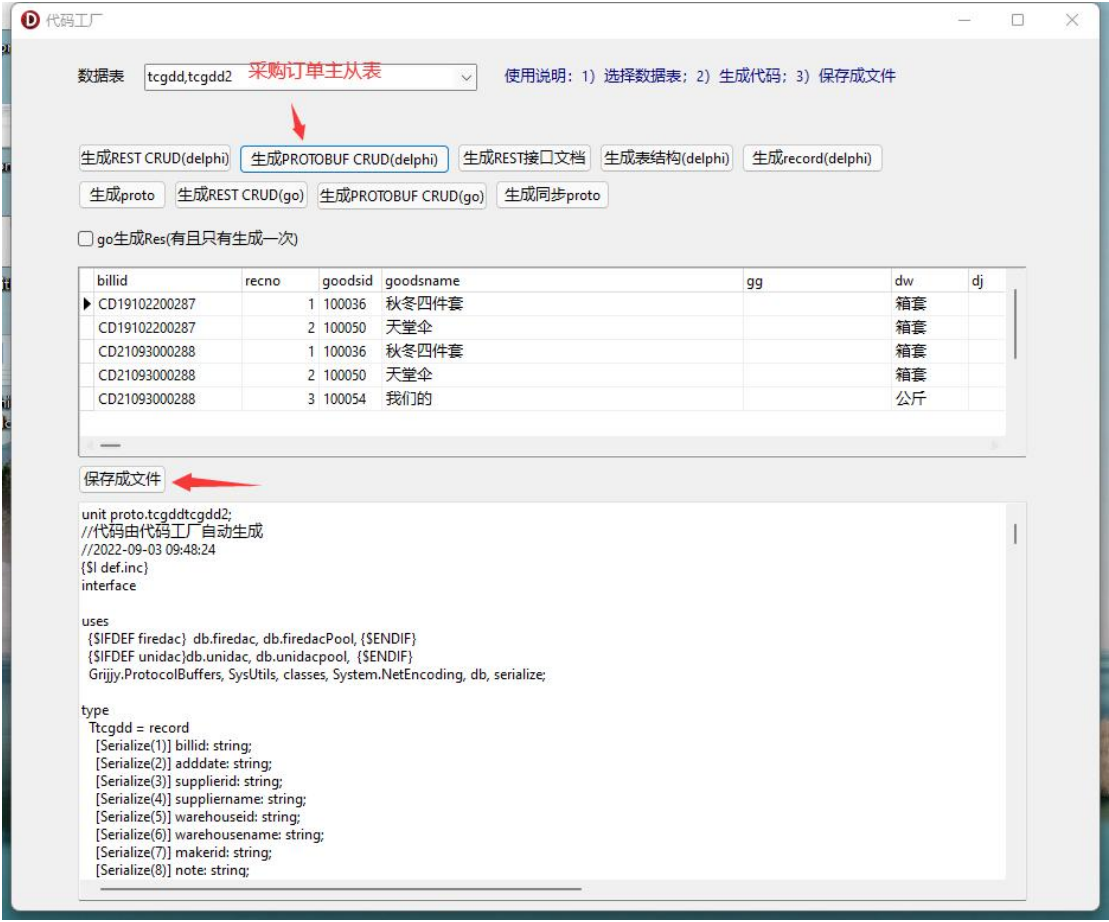 代码工厂
数据表 tcgdd,tcgdd2 采购订单主从表 使用说明：1）选择数据表；2）生成代码；3）保存成文件
生成REST CRUD(delphi) 生成PROTOBUF CRUD(delphi) 生成REST接口文档 生成表结构(delphi) 生成record(delphi)
生成proto 生成REST CRUD(go) 生成PROTOBUF CRUD(go) 生成同步proto
go生成Res(有且只有生成一次)
billid recno goodsid goodsname gg dw dj
CD19102200287 1 100036 秋冬四件套 箱套
CD19102200287 2 100050 天堂伞 箱套
CD21093000288 1 100036 秋冬四件套 箱套
CD21093000288 2 100050 天堂伞 箱套
CD21093000288 3 100054 我们的 公斤
保存成文件
unit proto.tcgddtcgdd2;
//代码由代码工厂自动生成
//2022-09-03 09:48:24
{$I def.inc}
interface
uses
{$IFDEF firedac} db.firedac, db.firedacPool, {$ENDIF}
{$IFDEF unidac}db.unidac, db.unidacpool, {$ENDIF}
Grijjy.ProtocolBuffers, SysUtils, classes, System.NetEncoding, db, serialize;
type
Ttcgdd = record
[Serialize(1)] billid: string;
[Serialize(2)] adddate: string;
[Serialize(3)] supplierid: string;
[Serialize(4)] suppliername: string;
[Serialize(5)] warehouseid: string;
[Serialize(6)] warehousename: string;
[Serialize(7)] makerid: string;
[Serialize(8)] note: string;